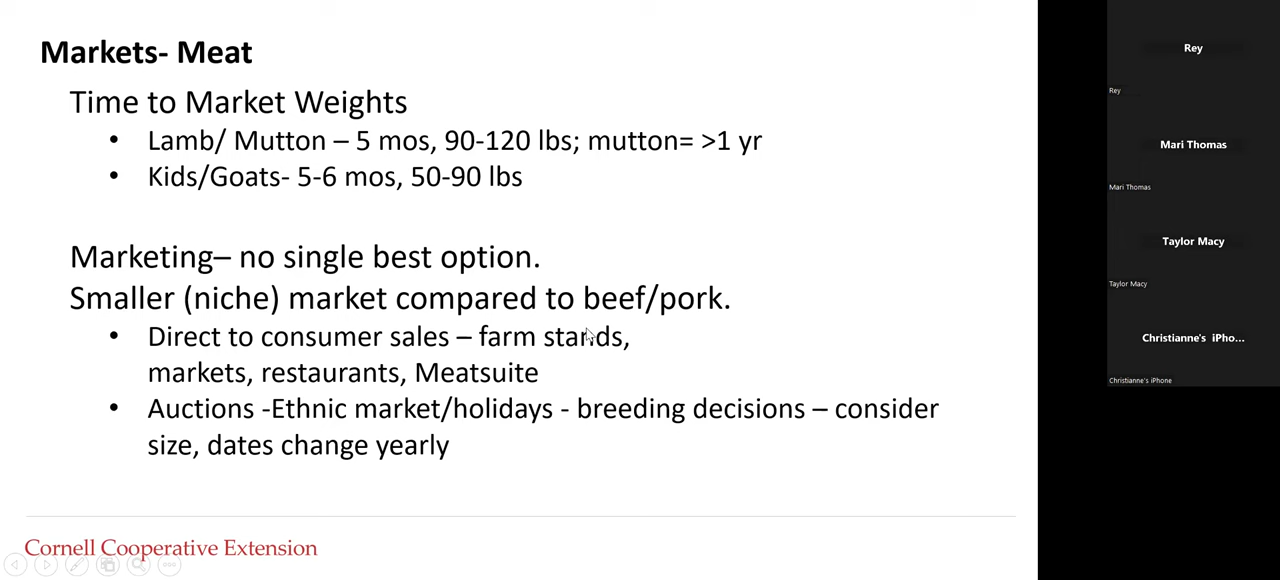 Markets- Meat
Time to Market Weights
• Lamb/ Mutton – 5 mos, 90-120 lbs; mutton= >1 yr
• Kids/Goats- 5-6 mos, 50-90 lbs
Marketing– no single best option.
Smaller (niche) market compared to beef/pork.
• Direct to consumer sales – farm stands,
markets, restaurants, Meatsuite
• Auctions -Ethnic market/holidays - breeding decisions – consider
size, dates change yearly
Cornell Cooperative Extension
Rey
Rey
Mari Thomas
Mari Thomas
Taylor Macy
Taylor Macy
Christianne's iPho...
Christianne's iPhone